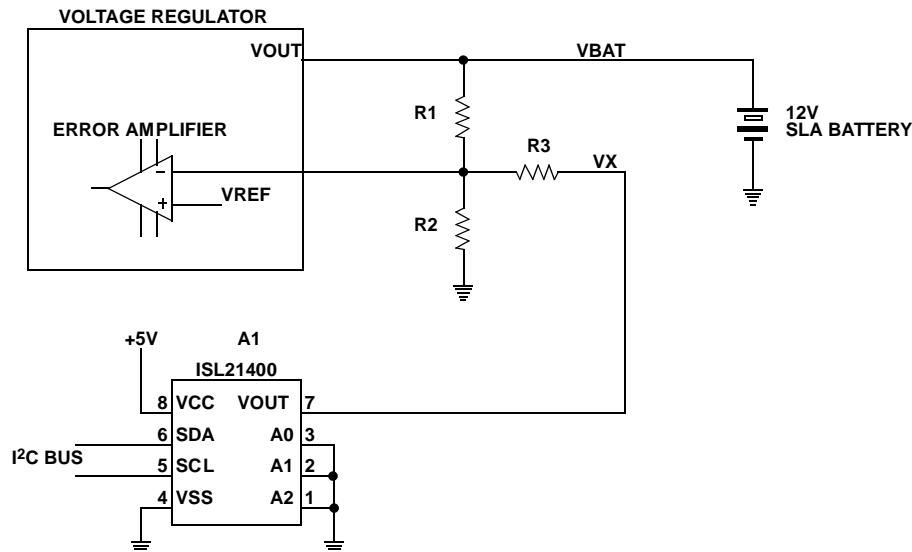 VOLTAGE REGULATOR
VOUT
VBAT
R1
12V
SLA BATTERY
ERROR AMPLIFIER
R3
VX
−
VREF
+
R2
+5V
A1
ISL21400
8 VCC VOUT 7
6 SDA A0 3
I²C BUS
5 SCL A1 2
4 VSS A2 1